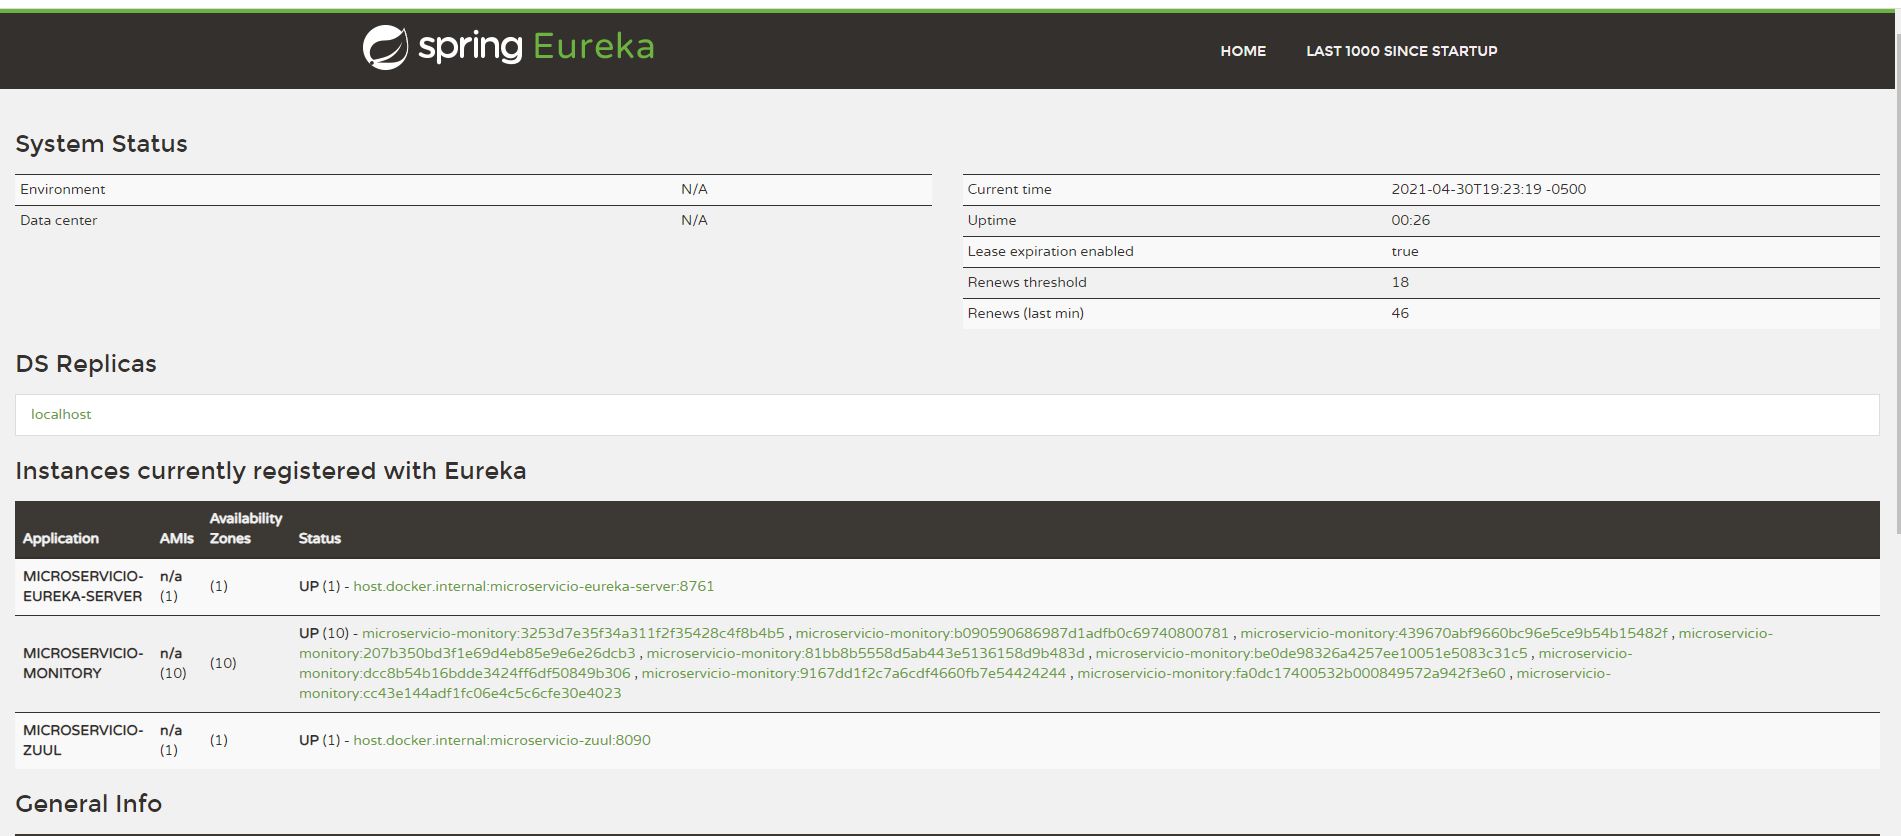 spring Eureka
HOME
LAST 1000 SINCE STARTUP
System Status
Environment N/A
Data center N/A
Current time 2021-04-30T19:23:19 -0500
Uptime 00:26
Lease expiration enabled true
Renews threshold 18
Renews (last min) 46
DS Replicas
localhost
Instances currently registered with Eureka
Application AMIs Availability Zones Status
MICROSERVICIO-
EUREKA-SERVER
n/a
(1)
(1)
UP (1) - host.docker.internal:microservicio-eureka-server:8761
MICROSERVICIO-
MONITORY
n/a
(10)
(10)
UP (10) - microservicio-monitory:3253d7e35f34a311f2f35428c4f8b4b5 , microservicio-monitory:b090590686987d1adfb0c69740800781 , microservicio-monitory:439670abf9660bc96e5ce9b54b15482f , microservicio-
monitory:207b350bd3f1e69d4eb85e9e6e26dcb3 , microservicio-monitory:81bb8b5558d5ab443e5136158d9b483d , microservicio-monitory:be0de98326a4257ee10051e5083c31c5 , microservicio-
monitory:dcc8b54b16bdde3424ff6df50849b306 , microservicio-monitory:9167dd1f2c7a6cdf4660fb7e54424244 , microservicio-monitory:fa0dc17400532b000849572a942f3e60 , microservicio-
monitory:cc43e144adf1fc06e4c5c6cfe30e4023
MICROSERVICIO-
ZUUL
n/a
(1)
(1)
UP (1) - host.docker.internal:microservicio-zuul:8090
General Info